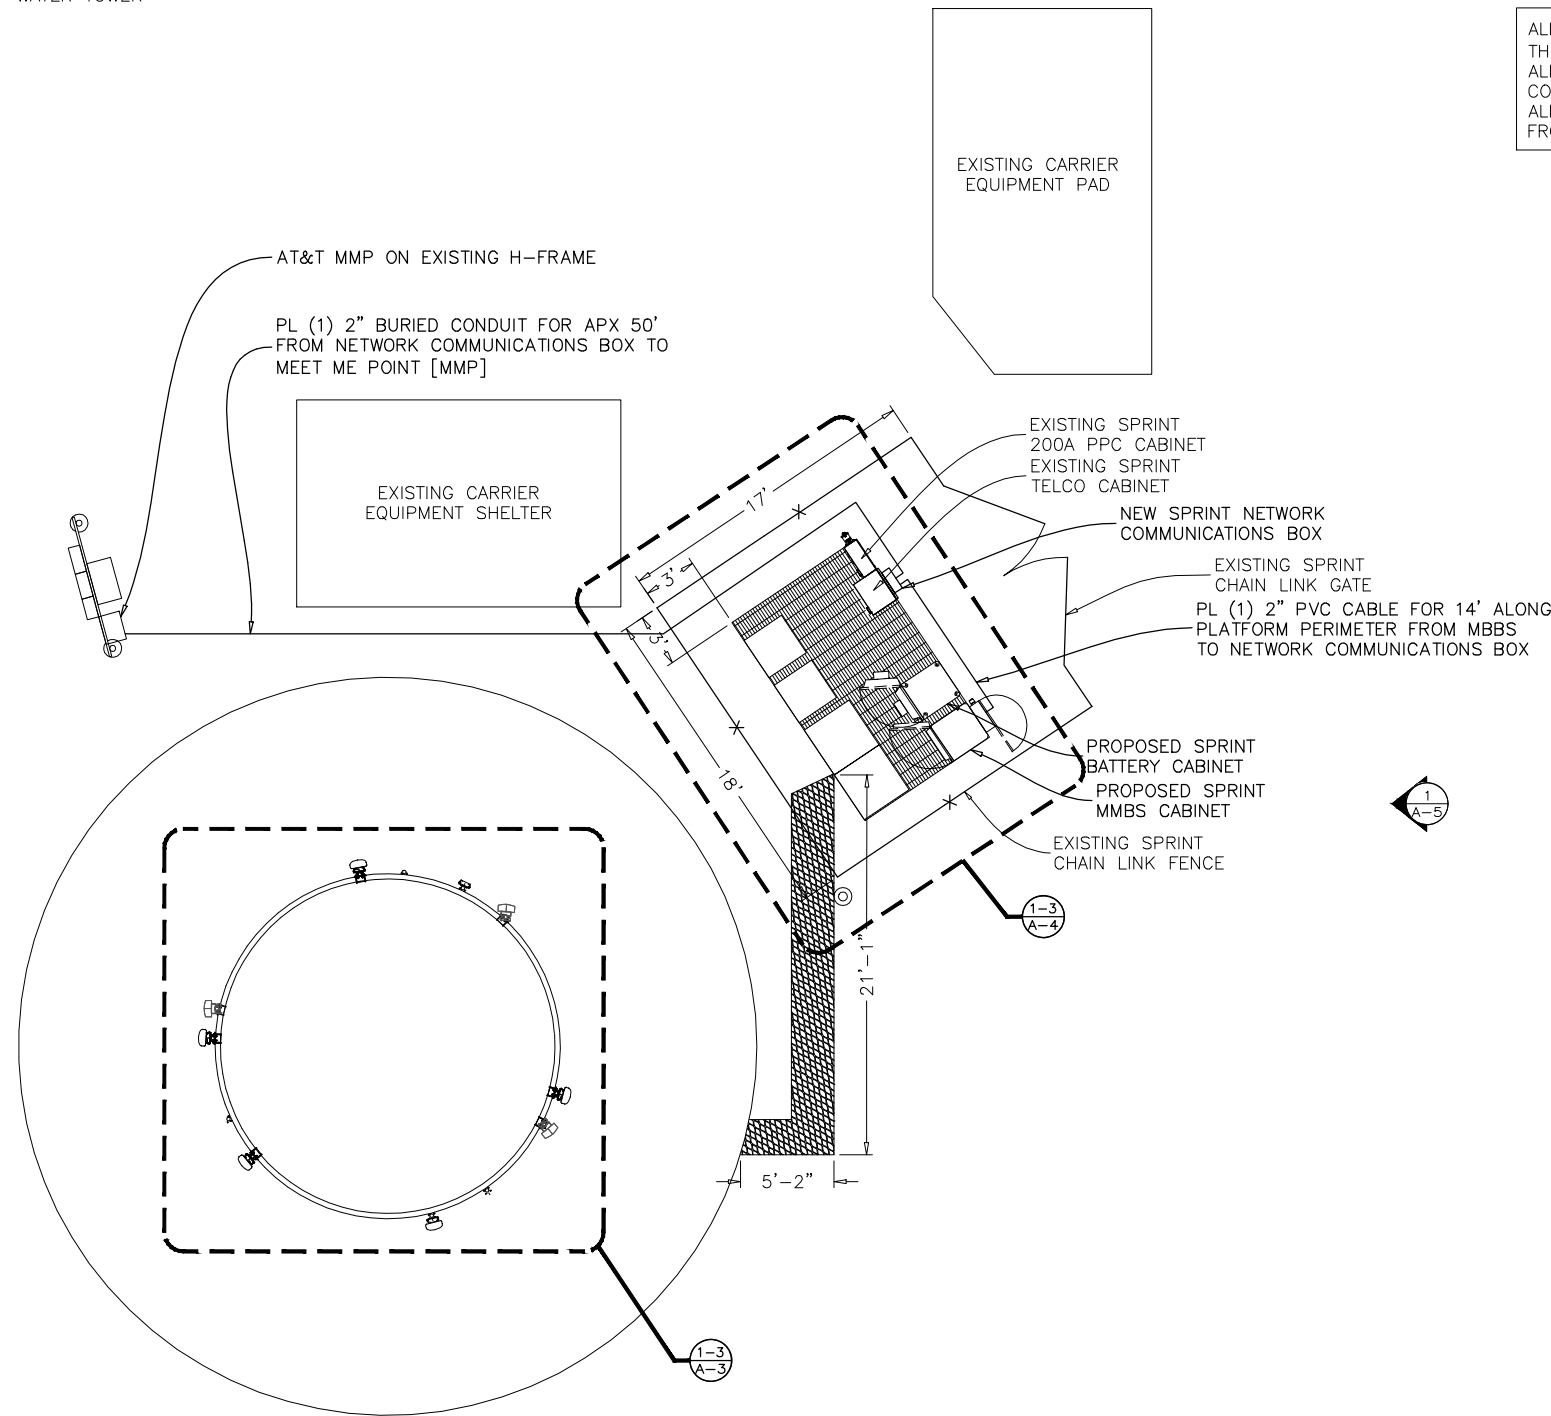 WATER TOWER
EXISTING CARRIER
EQUIPMENT PAD
AT&T MMP ON EXISTING H-FRAME
PL (1) 2" BURIED CONDUIT FOR APX 50'
FROM NETWORK COMMUNICATIONS BOX TO
MEET ME POINT [MMP]
EXISTING CARRIER
EQUIPMENT SHELTER
17'
3'
3'
18'
EXISTING SPRINT
200A PPC CABINET
EXISTING SPRINT
TELCO CABINET
NEW SPRINT NETWORK
COMMUNICATIONS BOX
EXISTING SPRINT
CHAIN LINK GATE
PL (1) 2" PVC CABLE FOR 14' ALONG
PLATFORM PERIMETER FROM MBBS
TO NETWORK COMMUNICATIONS BOX
PROPOSED SPRINT
BATTERY CABINET
PROPOSED SPRINT
MMBS CABINET
EXISTING SPRINT
CHAIN LINK FENCE
1
A-5
1-3
A-4
21'-1"
5'-2"
1-3
A-3